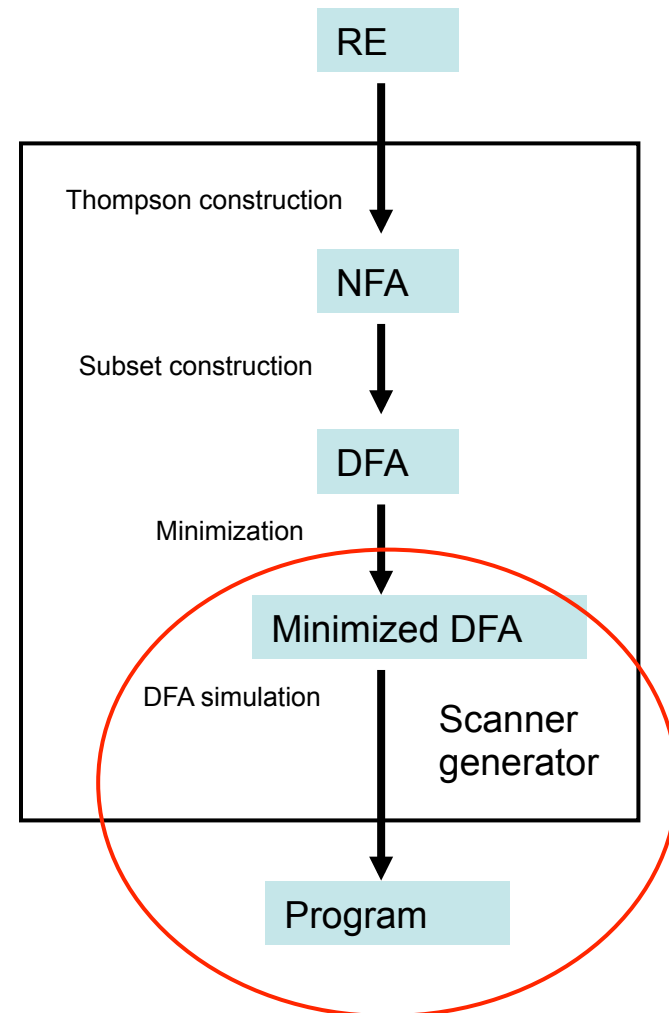 RE
Thompson construction
NFA
Subset construction
DFA
Minimization
Minimized DFA
DFA simulation
Scanner
generator
Program